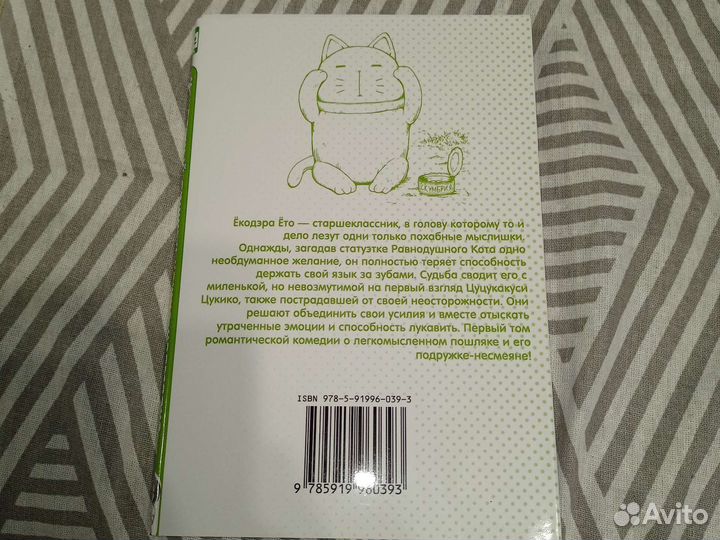 СКУМБРИЯ
Ёкодэра Ёто — старшеклассник, в голову которому то и
дело лезут одни только похабные мыслишки.
Однажды, загадав статуэтке Равнодушного Кота одно
необдуманное желание, он полностью теряет способность
держать свой язык за зубами. Судьба сводит его с
миленькой, но невозмутимой на первый взгляд Цуцукакуси
Цукико, также пострадавшей от своей неосторожности. Они
решают объединить свои усилия и вместе отыскать
утраченные эмоции и способность лукавить. Первый том
романтической комедии о легкомысленном пошляке и его
подружке-несмеяне!
ISBN 978-5-91996-039-3
9 785919 960393
Avito